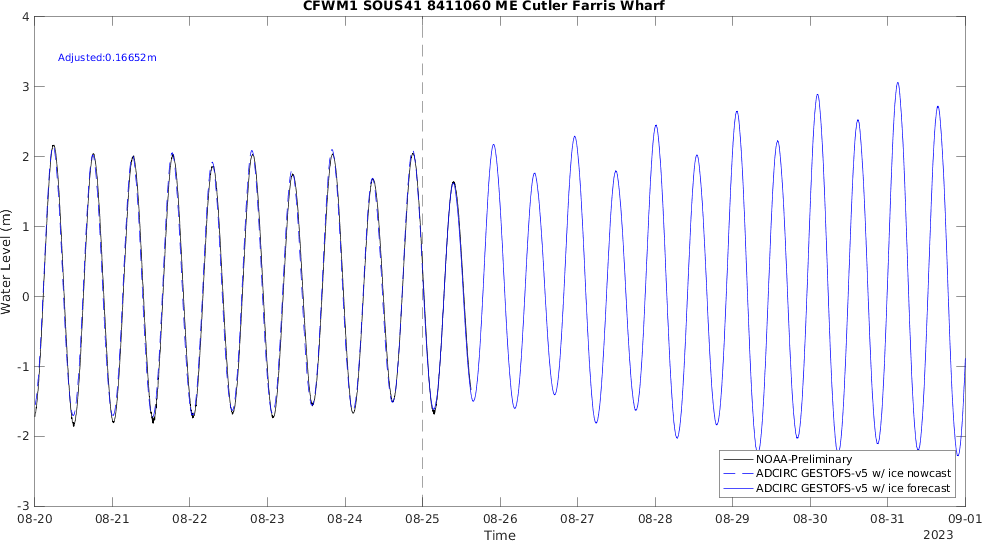 CFWM1 SOUS41 8411060 ME Cutler Farris Wharf
4
Adjusted:0.16652m
3
2
1
0
-1
-2
-3
Water Level (m)
NOAA-Preliminary
ADCIRC GESTOFS-v5 w/ ice nowcast
ADCIRC GESTOFS-v5 w/ ice forecast
08-20 08-21 08-22 08-23 08-24 08-25 08-26 08-27 08-28 08-29 08-30 08-31 09-01
Time
2023